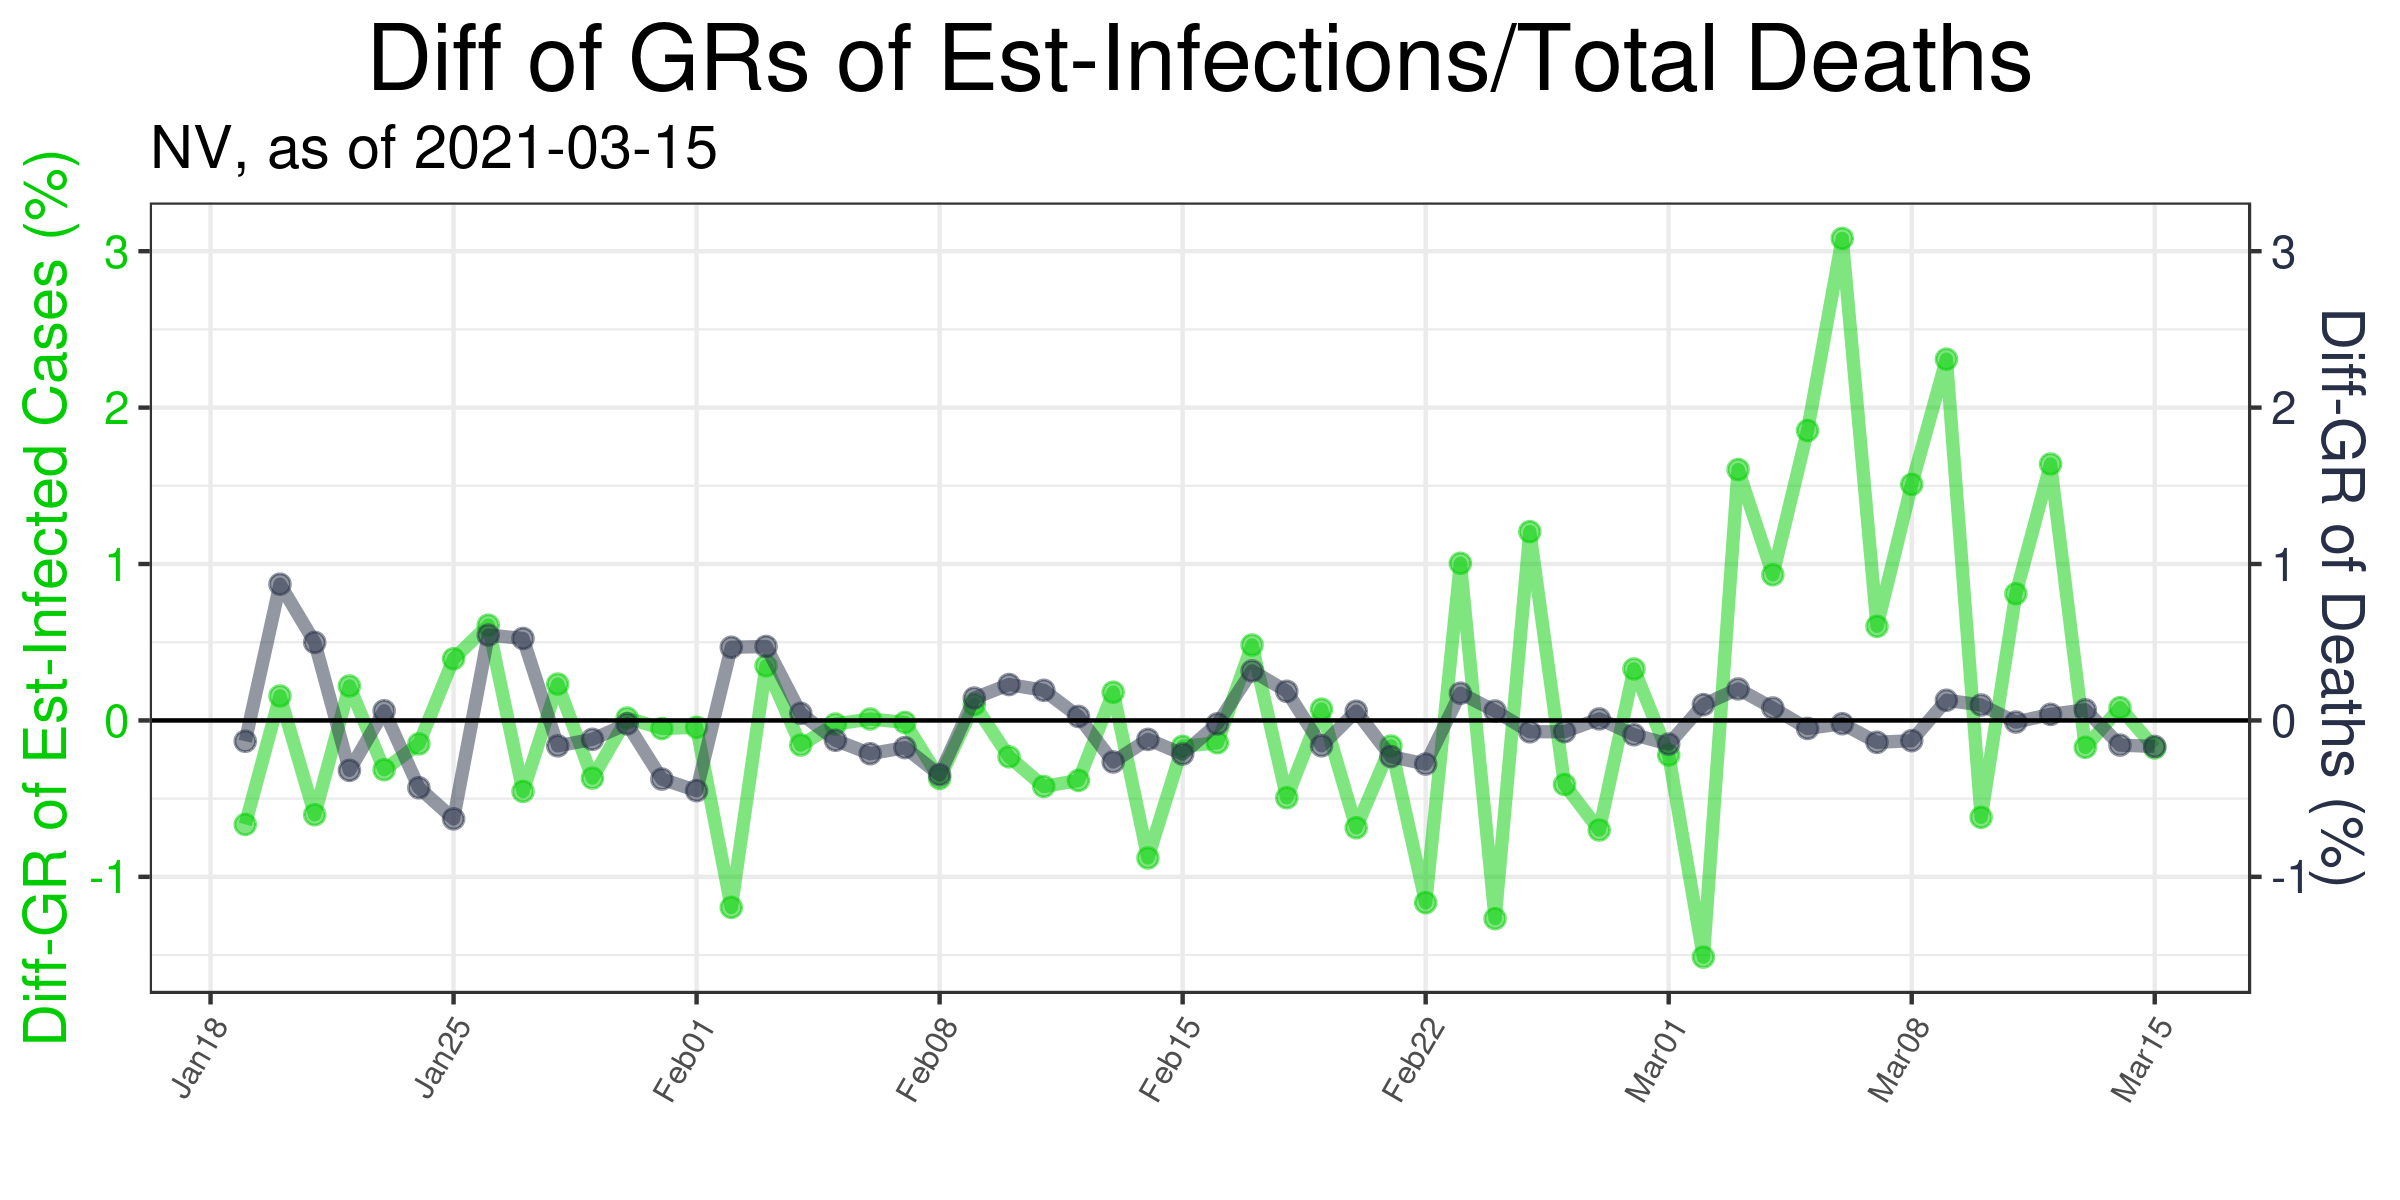 Diff of GRs of Est-Infections/Total Deaths
NV, as of 2021-03-15
Diff-GR of Est-Infected Cases (%)
3
2
1
0
-1
3
2
1
0
-1
Diff-GR of Deaths (%)
Jan18
Jan25
Feb01
Feb08
Feb15
Feb22
Mar01
Mar08
Mar15